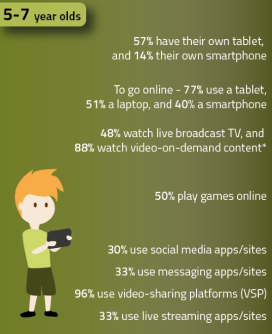 5-7 year olds
57% have their own tablet,
and 14% their own smartphone
To go online - 77% use a tablet,
51% a laptop, and 40% a smartphone
48% watch live broadcast TV, and
88% watch video-on-demand content*
50% play games online
30% use social media apps/sites
33% use messaging apps/sites
96% use video-sharing platforms (VSP)
33% use live streaming apps/sites